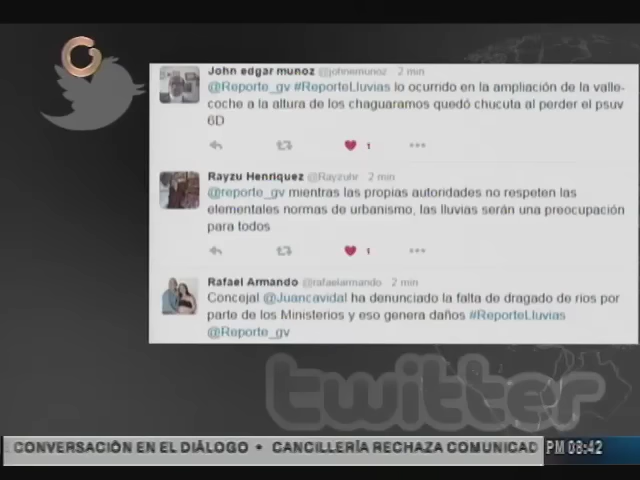 John edgar munoz @johnemunoz 2 min
@Reporte_gv #ReporteLluvias lo ocurrido en la ampliación de la valle-
coche a la altura de los chaguaramos quedó chucuta al perder el psuv
6D
1
Rayzu Henriquez @Rayzuhr 2 min
@reporte_gv mientras las propias autoridades no respeten las
elementales normas de urbanismo, las lluvias serán una preocupación
para todos
1
Rafael Armando @rafaelarmando 2 min
Concejal @Juancavidal ha denunciado la falta de dragado de rios por
parte de los Ministerios y eso genera daños #ReporteLluvias
@Reporte_gv
twitter
CONVERSACIÓN EN EL DIÁLOGO • CANCILLERÍA RECHAZA COMUNICAD PM 08:42